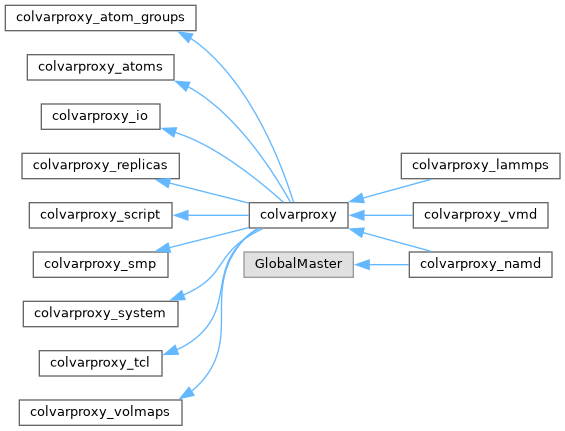 colvarproxy_atom_groups
colvarproxy_atoms
colvarproxy_io
colvarproxy_replicas
colvarproxy_script
colvarproxy_smp
colvarproxy_system
colvarproxy_tcl
colvarproxy_volmaps
colvarproxy
GlobalMaster
colvarproxy_lammps
colvarproxy_vmd
colvarproxy_namd